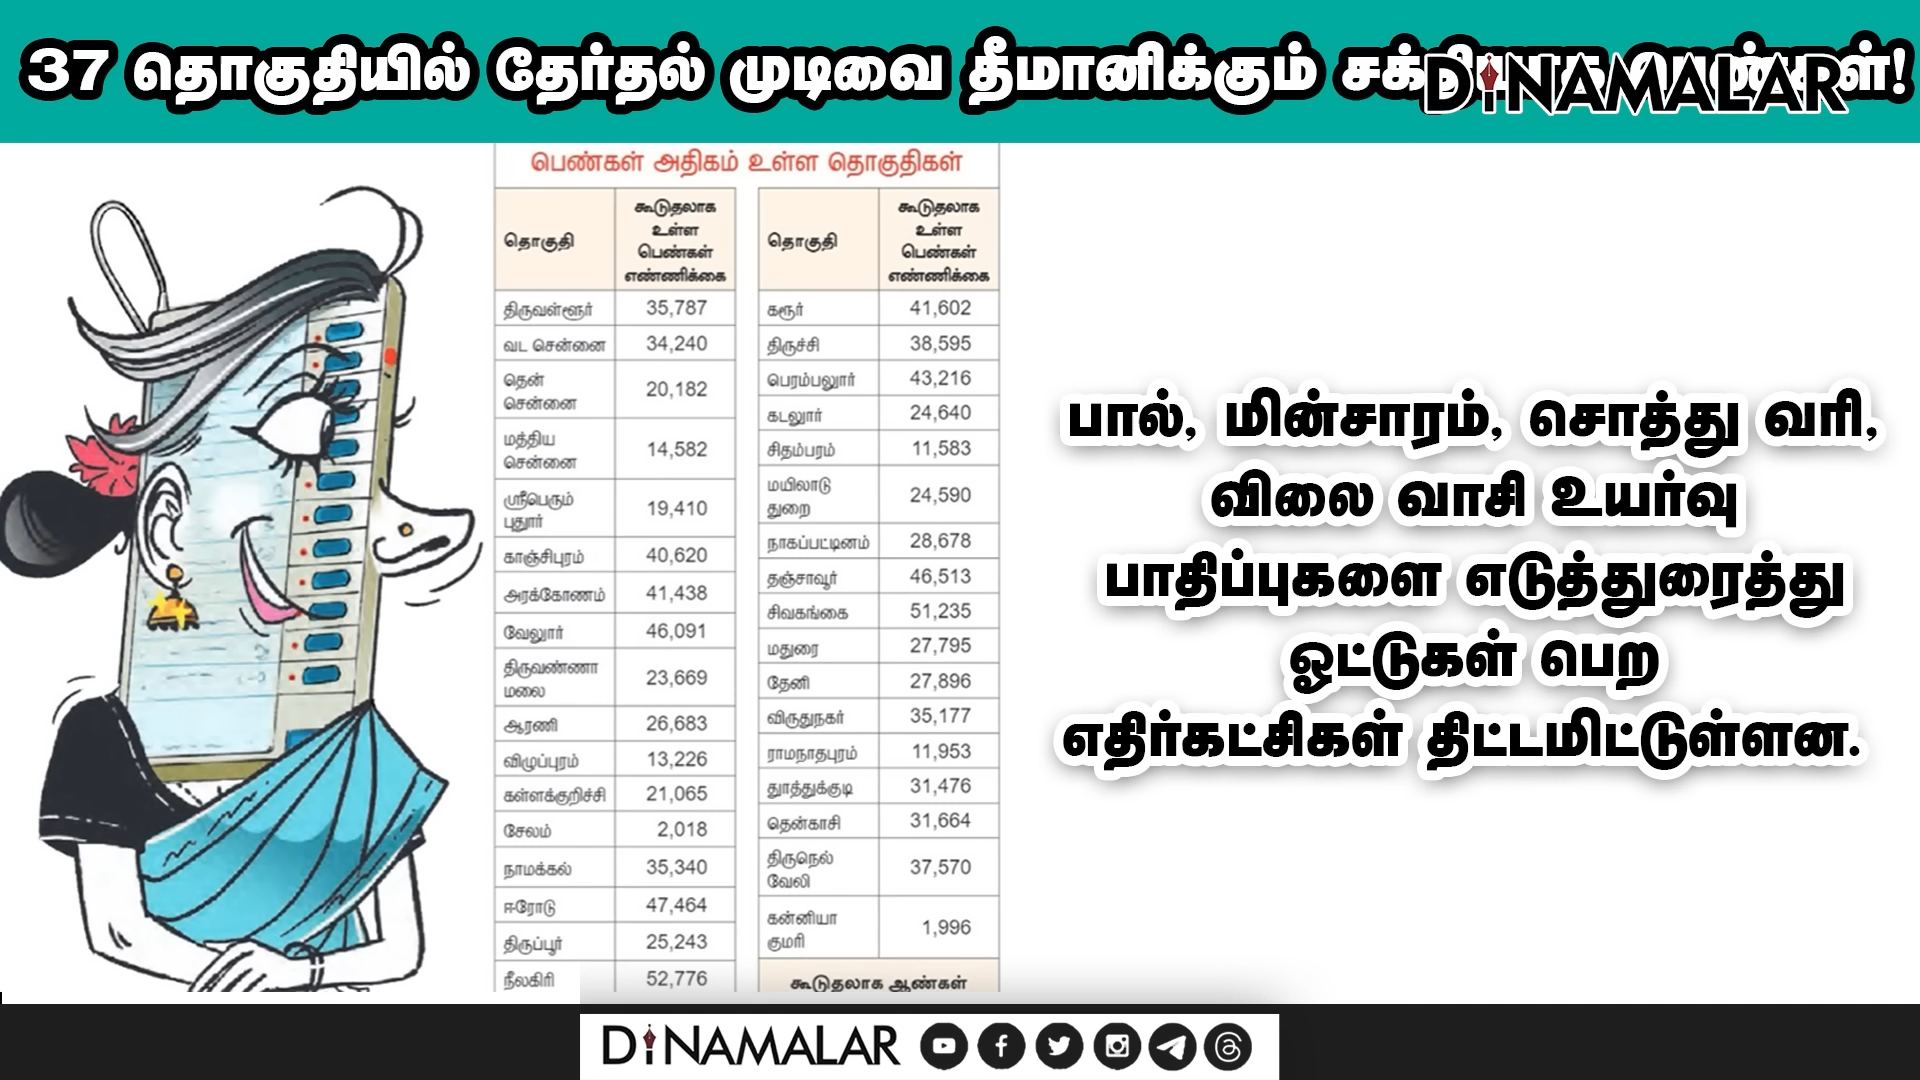 37 தொகுதியில் தேர்தல் முடிவை தீமானிக்கும்
DINAMALAR
பெண்கள் அதிகம் உள்ள தொகுதிகள்
தொகுதி
கூடுதலாக
உள்ள
பெண்கள்
எண்ணிக்கை
திருவள்ளூர் 35,787
வட சென்னை 34,240
தென்
சென்னை 20,182
மத்திய
சென்னை 14,582
ஸ்ரீபெரும்
புதுார் 19,410
காஞ்சிபுரம் 40,620
அரக்கோணம் 41,438
வேலுார் 46,091
திருவண்ணா
மலை 23,669
ஆரணி 26,683
விழுப்புரம் 13,226
கள்ளக்குறிச்சி 21,065
சேலம் 2,018
நாமக்கல் 35,340
ஈரோடு 47,464
திருப்பூர் 25,243
நீலகிரி 52,776
தொகுதி
கூடுதலாக
உள்ள
பெண்கள்
எண்ணிக்கை
கரூர் 41,602
திருச்சி 38,595
பெரம்பலுார் 43,216
கடலுார் 24,640
சிதம்பரம் 11,583
மயிலாடு
துறை 24,590
நாகப்பட்டினம் 28,678
தஞ்சாவூர் 46,513
சிவகங்கை 51,235
மதுரை 27,795
தேனி 27,896
விருதுநகர் 35,177
ராமநாதபுரம் 11,953
துாத்துக்குடி 31,476
தென்காசி 31,664
திருநெல்
வேலி 37,570
கன்னியா
குமரி 1,996
கூடுதலாக ஆண்கள்
பால், மின்சாரம், சொத்து வரி,
விலை வாசி உயர்வு
பாதிப்புகளை எடுத்துரைத்து
ஓட்டுகள் பெற
எதிர்கட்சிகள் திட்டமிட்டுள்ளன.
DINAMALAR